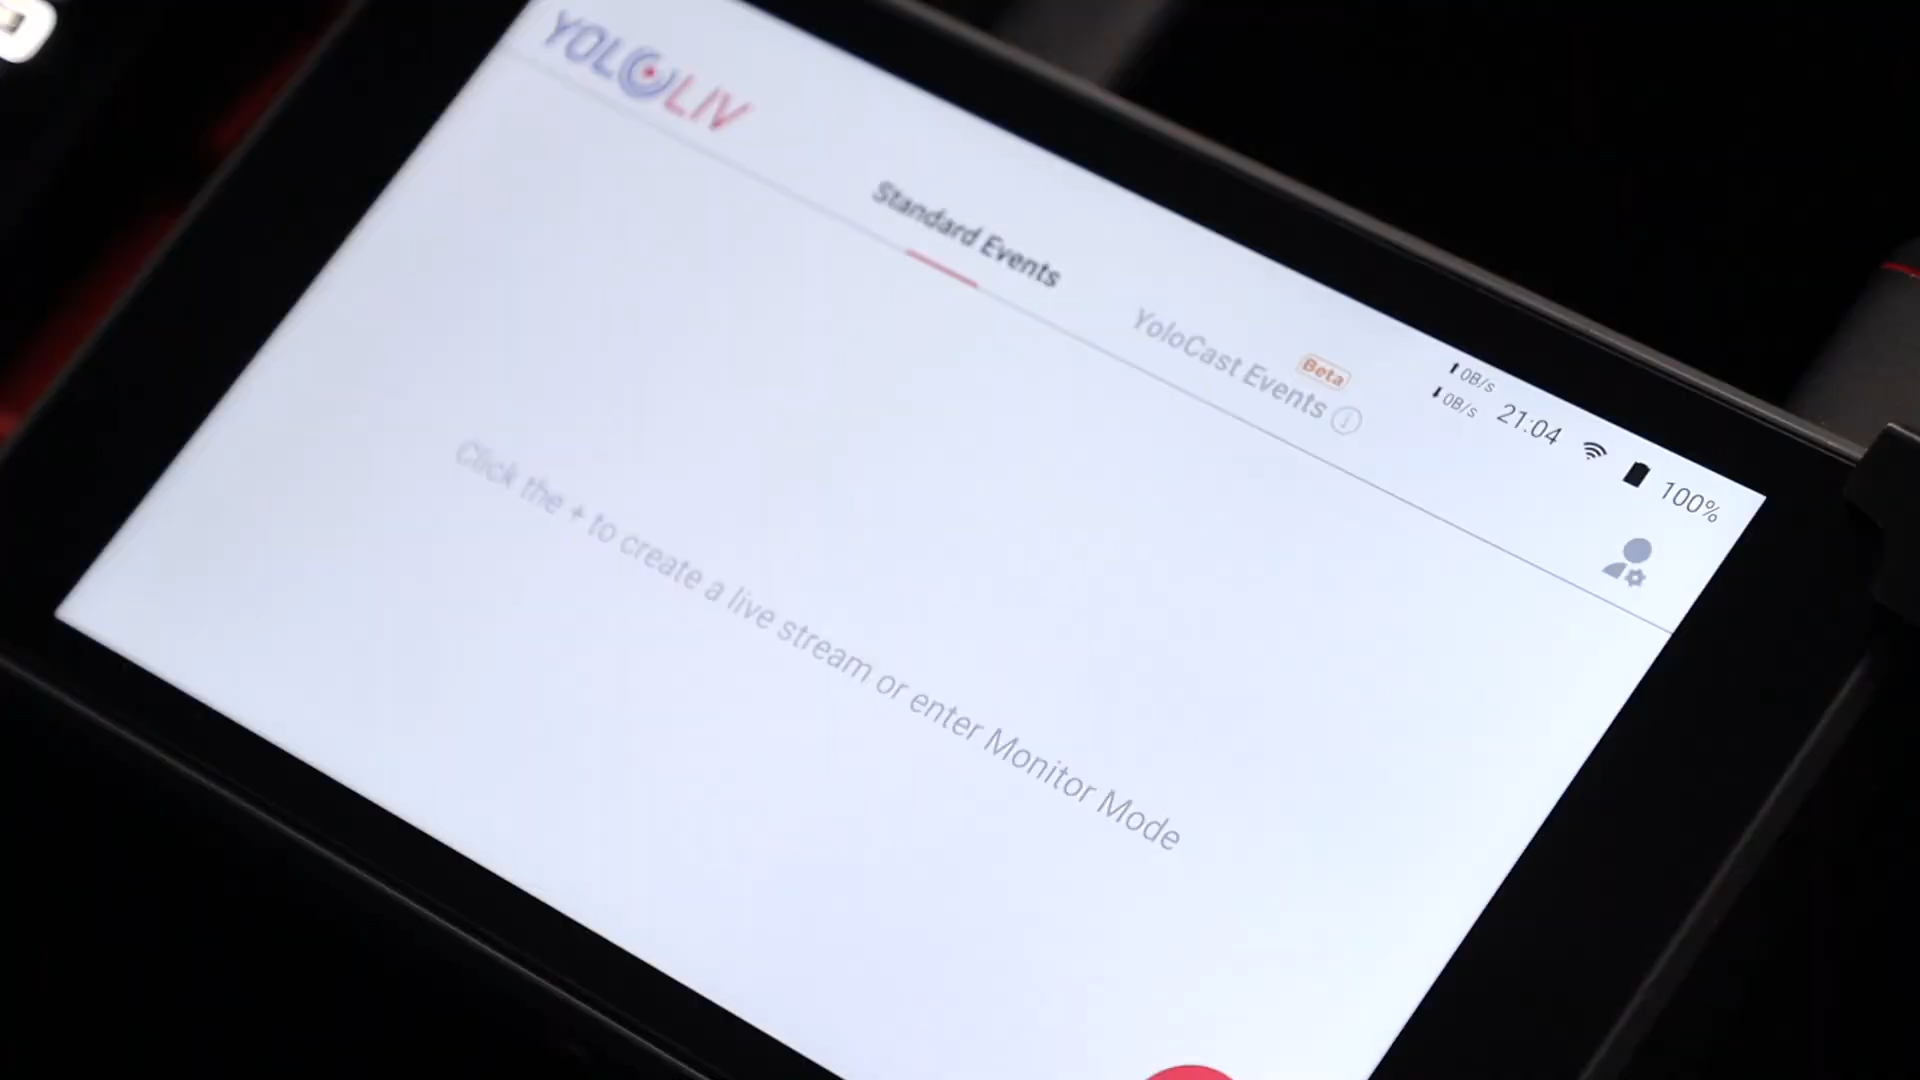 YOLOLIV
Standard Events
YoloCast Events
Beta
0B/s
0B/s
21:04
100%
Click the + to create a live stream or enter Monitor Mode